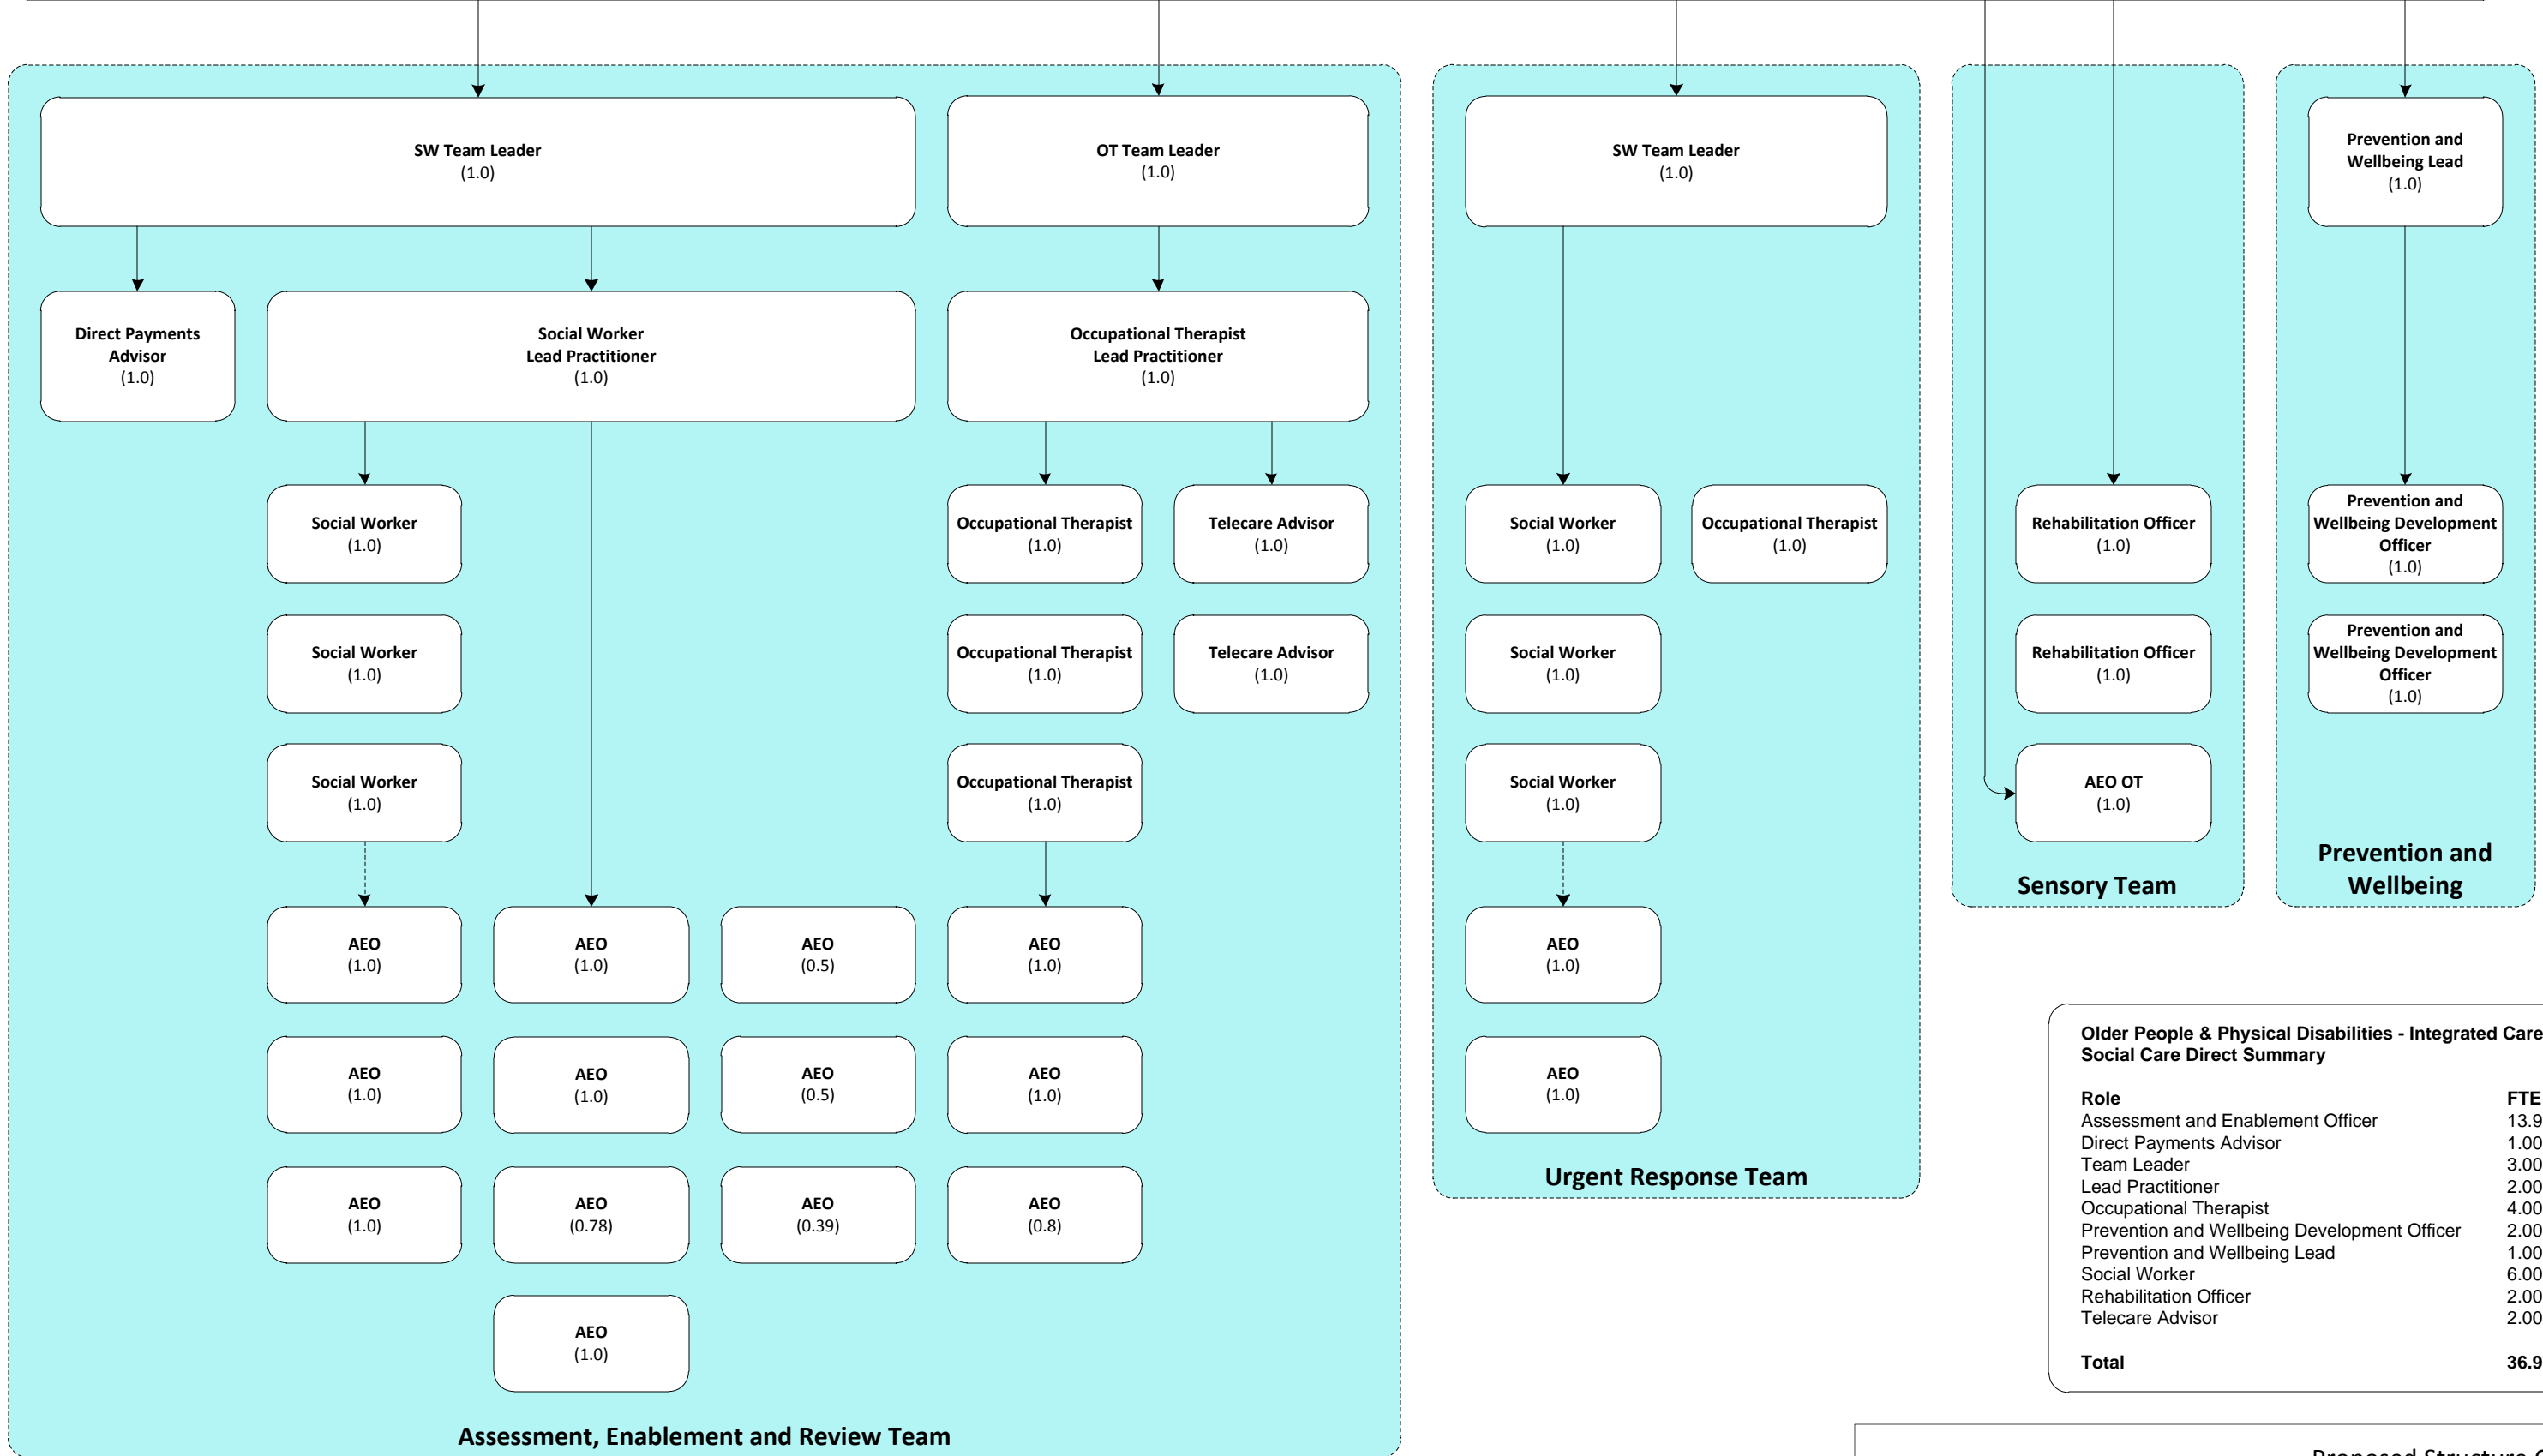 SW Team Leader
(1.0)
OT Team Leader
(1.0)
SW Team Leader
(1.0)
Prevention and
Wellbeing Lead
(1.0)
Direct Payments
Advisor
(1.0)
Social Worker
Lead Practitioner
(1.0)
Occupational Therapist
Lead Practitioner
(1.0)
Social Worker
(1.0)
Occupational Therapist
(1.0)
Telecare Advisor
(1.0)
Social Worker
(1.0)
Occupational Therapist
(1.0)
Rehabilitation Officer
(1.0)
Prevention and
Wellbeing Development
Officer
(1.0)
Social Worker
(1.0)
Occupational Therapist
(1.0)
Telecare Advisor
(1.0)
Social Worker
(1.0)
Rehabilitation Officer
(1.0)
Prevention and
Wellbeing Development
Officer
(1.0)
Social Worker
(1.0)
Occupational Therapist
(1.0)
Social Worker
(1.0)
AEO OT
(1.0)
Sensory Team
Prevention and
Wellbeing
AEO
(1.0)
AEO
(1.0)
AEO
(0.5)
AEO
(1.0)
AEO
(1.0)
AEO
(1.0)
AEO
(1.0)
AEO
(0.5)
AEO
(1.0)
AEO
(1.0)
Urgent Response Team
AEO
(1.0)
AEO
(0.78)
AEO
(0.39)
AEO
(0.8)
AEO
(1.0)
Assessment, Enablement and Review Team
Older People & Physical Disabilities - Integrated Care
Social Care Direct Summary
Role FTE
Assessment and Enablement Officer 13.9
Direct Payments Advisor 1.00
Team Leader 3.00
Lead Practitioner 2.00
Occupational Therapist 4.00
Prevention and Wellbeing Development Officer 2.00
Prevention and Wellbeing Lead 1.00
Social Worker 6.00
Rehabilitation Officer 2.00
Telecare Advisor 2.00
Total 36.9
Proposed Structure